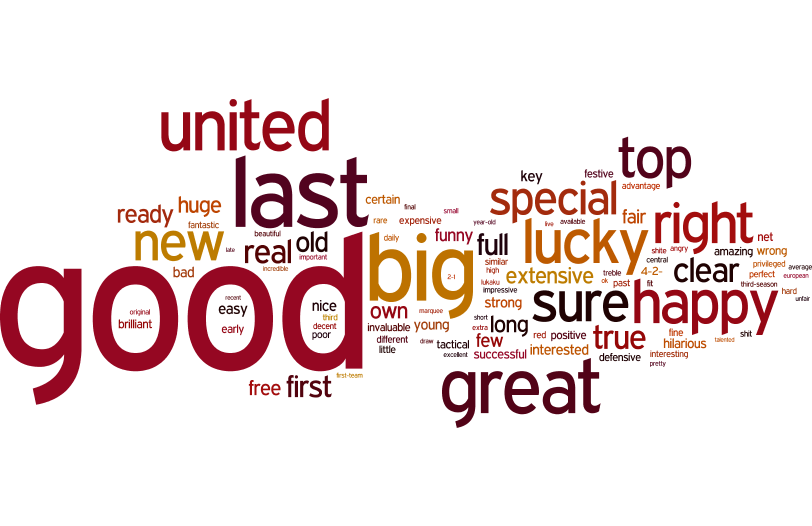 united
top
last
key
festive
advantage
certain
final
special
huge
ready
fantastic
rare
expensive
small
year-old
live
available
fair
right
net
new
late
beautiful
real
old
important
incredible
bad
daily
funny
full
lucky
shite
angry
amazing
wrong
central
good
big
2-1
similar
high
lukaku
impressive
extensive
treble
ok
past
4-2-
fit
clear
privileged
perfect
third-season
average
european
hard
unfair
recent
original
brilliant
easy
early
nice
third
decent
poor
own
marquee
invaluable
young
strong
sure
happy
short
extra
long
different
little
draw
tactical
excellent
few
successful
red
positive
interested
true
defensive
fine
hilarious
interesting
pretty
talented
shit
first-team
free
first
great